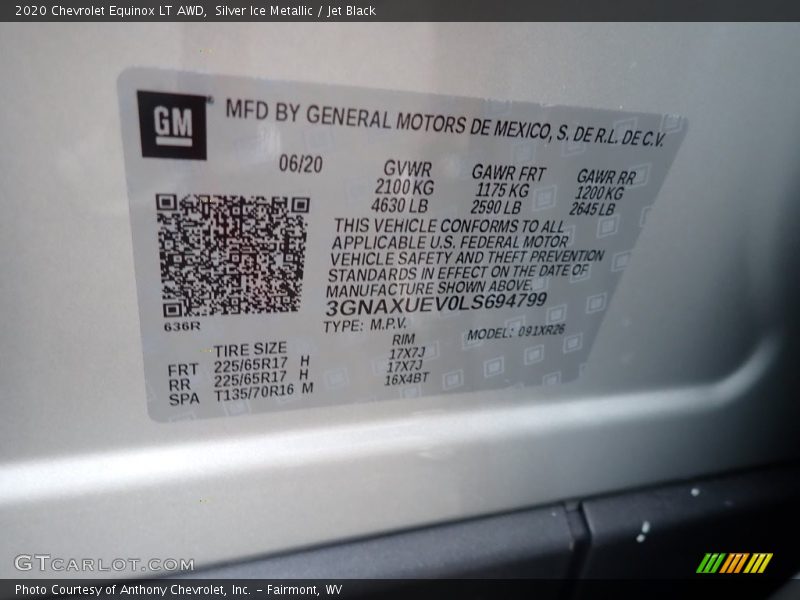 2020 Chevrolet Equinox LT AWD,  Silver Ice Metallic / Jet Black
GM
MFD BY GENERAL MOTORS DE MEXICO, S. DE R.L. DE C.V.
06/20 GVWR GAWR FRT GAWR RR
2100 KG 1175 KG 1200 KG
4630 LB 2590 LB 2645 LB
THIS VEHICLE CONFORMS TO ALL
APPLICABLE U.S. FEDERAL MOTOR
VEHICLE SAFETY AND THEFT PREVENTION
STANDARDS IN EFFECT ON THE DATE OF
MANUFACTURE SHOWN ABOVE.
3GNAXUEV0LS694799
636R
TYPE: M.P.V. MODEL: 091XR26
TIRE SIZE RIM
FRT 225/65R17 H 17X7J
RR 225/65R17 H 17X7J
SPA T135/70R16 M 16X4BT
GTCARLOT.COM
Photo Courtesy of Anthony Chevrolet, Inc. - Fairmont, WV